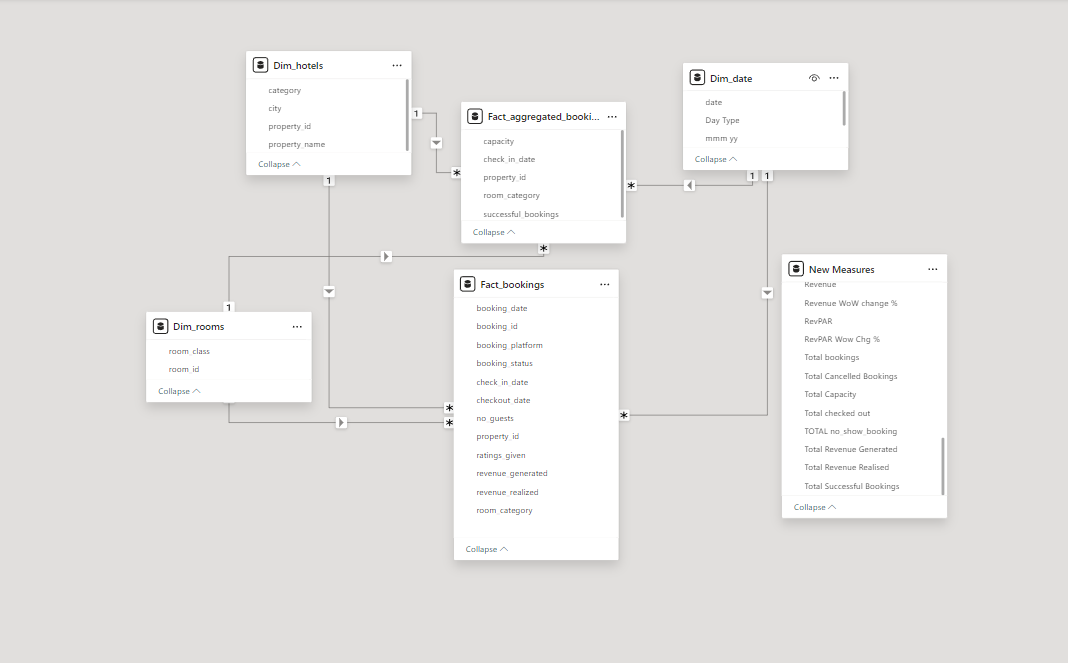 Dim_hotels
category
city
property_id
property_name
Collapse
1
1
Fact_aggregated_booki...
capacity
check_in_date
property_id
room_category
successful_bookings
Collapse
*
*
*
Dim_date
date
Day Type
mmm yy
Collapse
1
1
Dim_rooms
room_class
room_id
Collapse
1
Fact_bookings
booking_date
booking_id
booking_platform
booking_status
check_in_date
checkout_date
no_guests
property_id
ratings_given
revenue_generated
revenue_realized
room_category
Collapse
*
*
*
New Measures
Revenue
Revenue WoW change %
RevPAR
RevPAR Wow Chg %
Total bookings
Total Cancelled Bookings
Total Capacity
Total checked out
TOTAL no_show_booking
Total Revenue Generated
Total Revenue Realised
Total Successful Bookings
Collapse